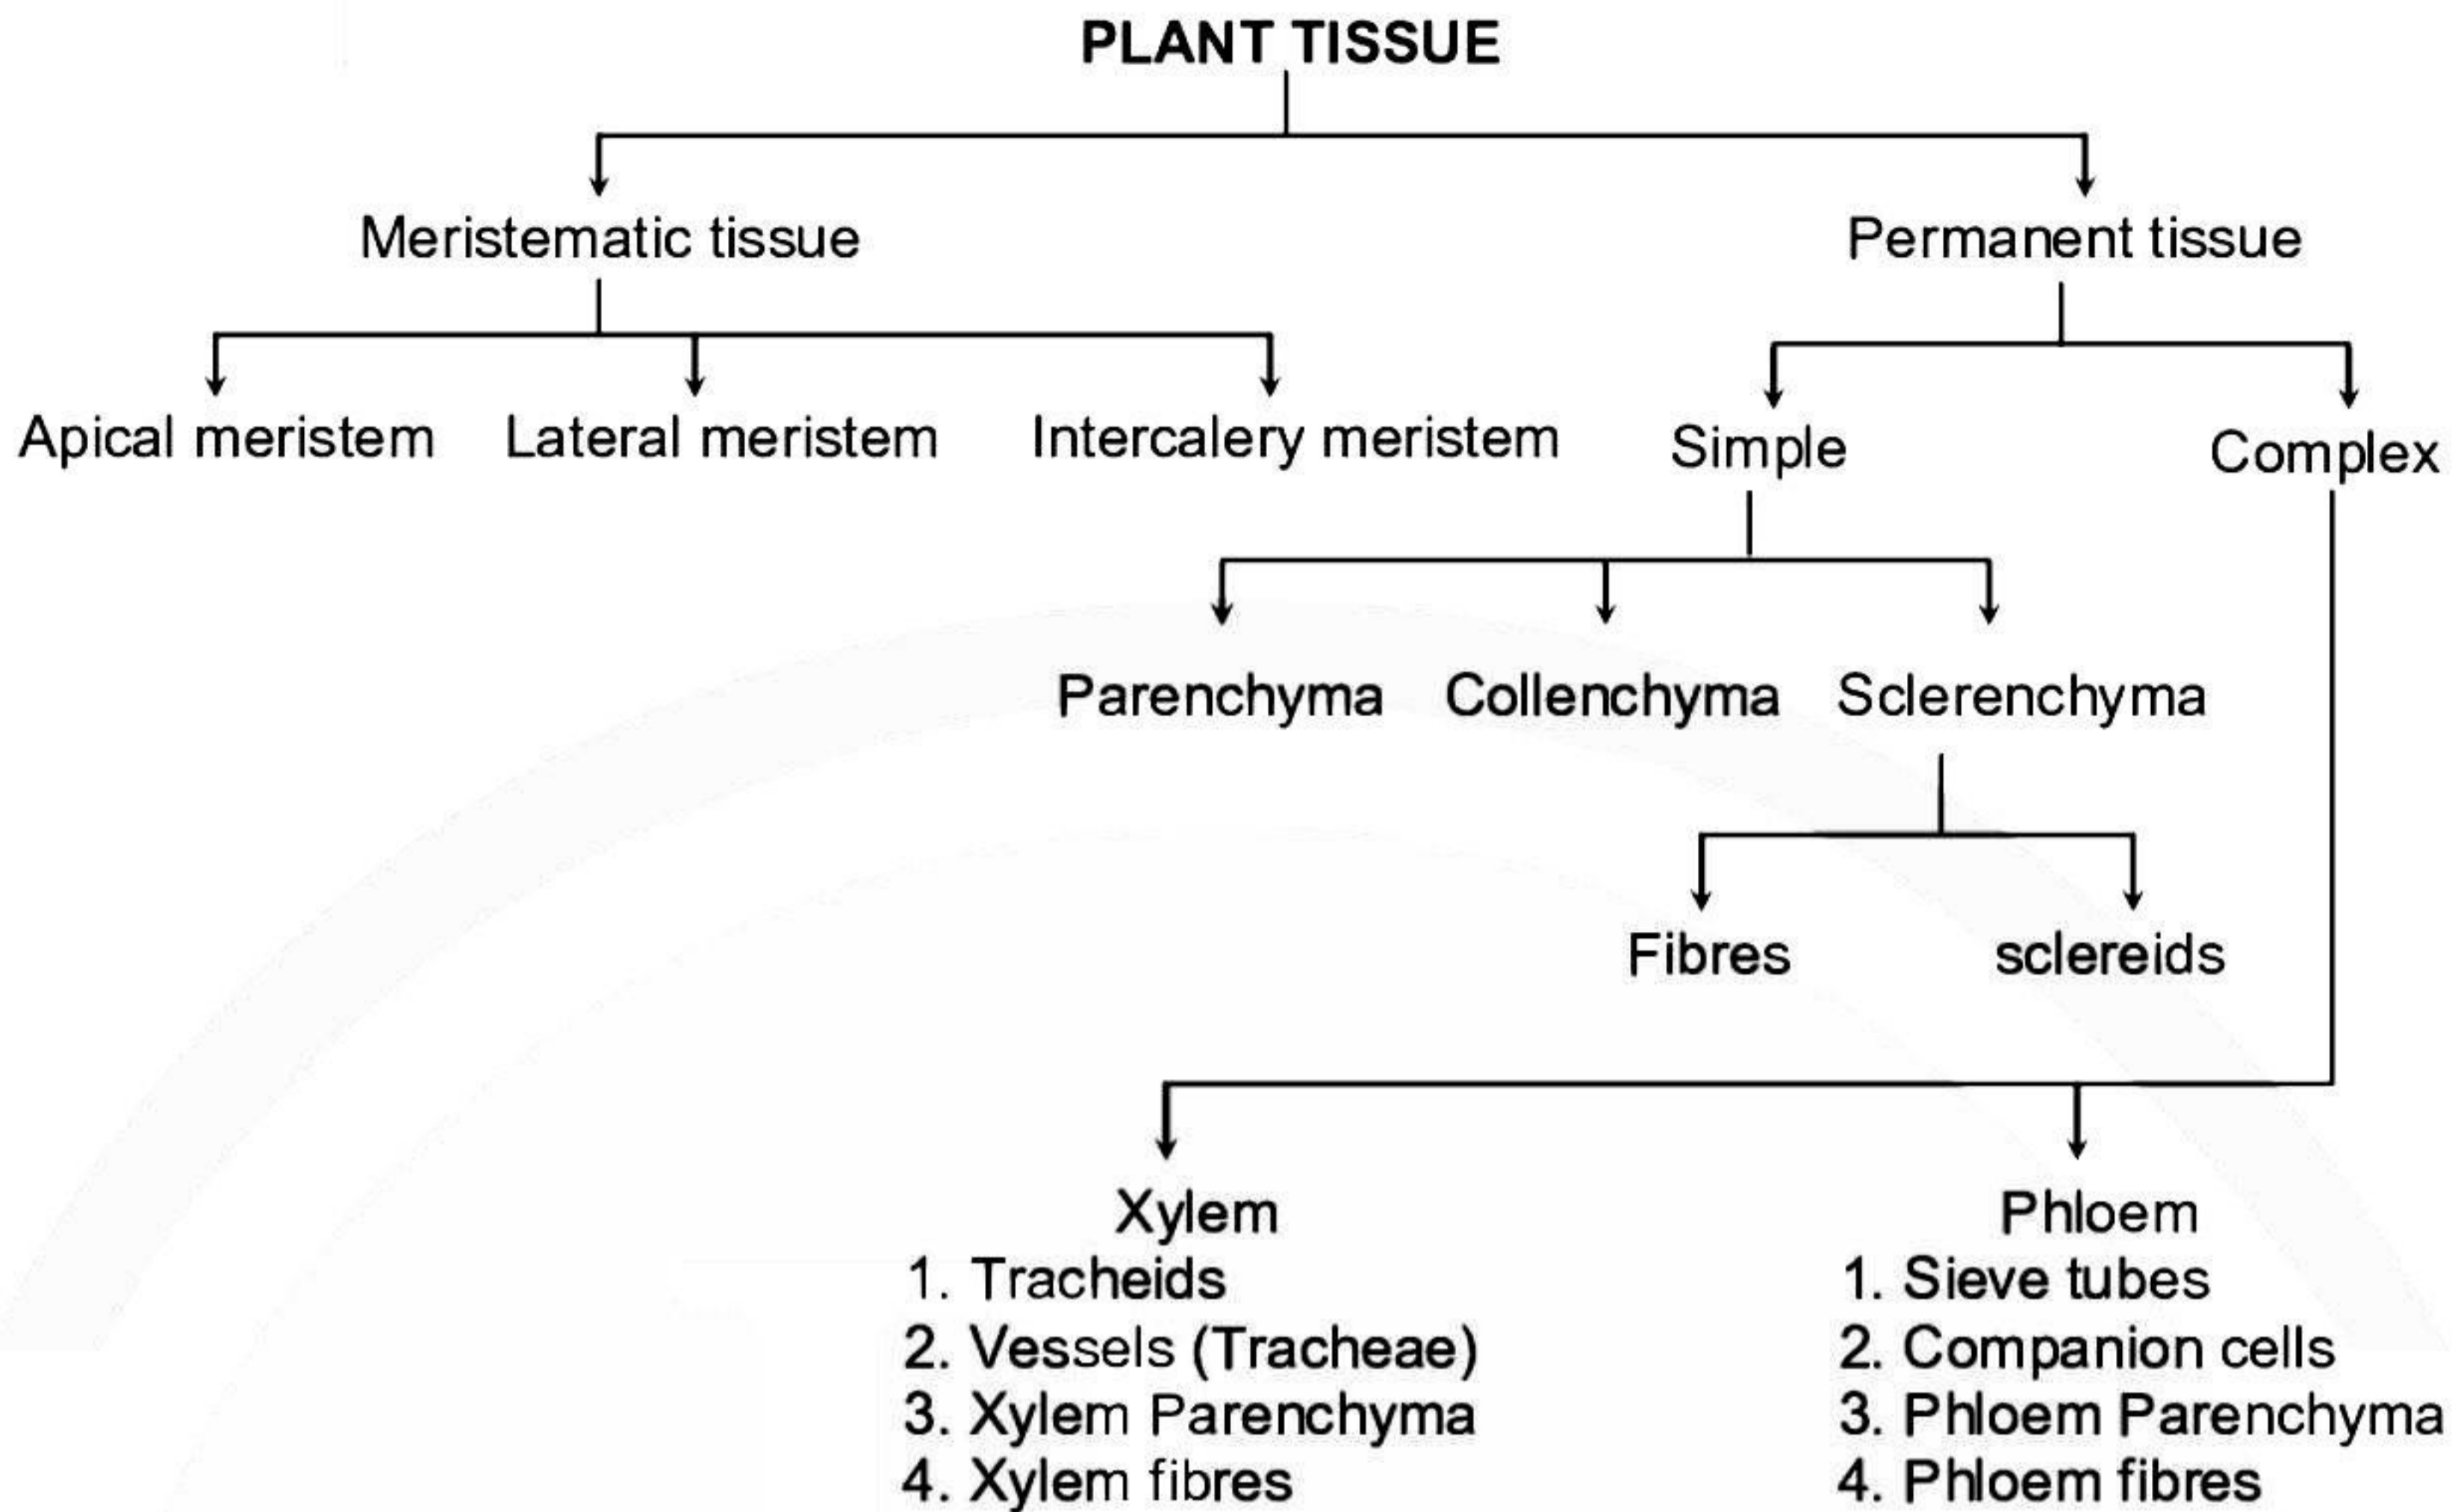 PLANT TISSUE
Meristematic tissue
Permanent tissue
Apical meristem
Lateral meristem
Intercalery meristem
Simple
Complex
Parenchyma
Collenchyma
Sclerenchyma
Fibres
sclereids
Xylem
1. Tracheids
2. Vessels (Tracheae)
3. Xylem Parenchyma
4. Xylem fibres
Phloem
1. Sieve tubes
2. Companion cells
3. Phloem Parenchyma
4. Phloem fibres